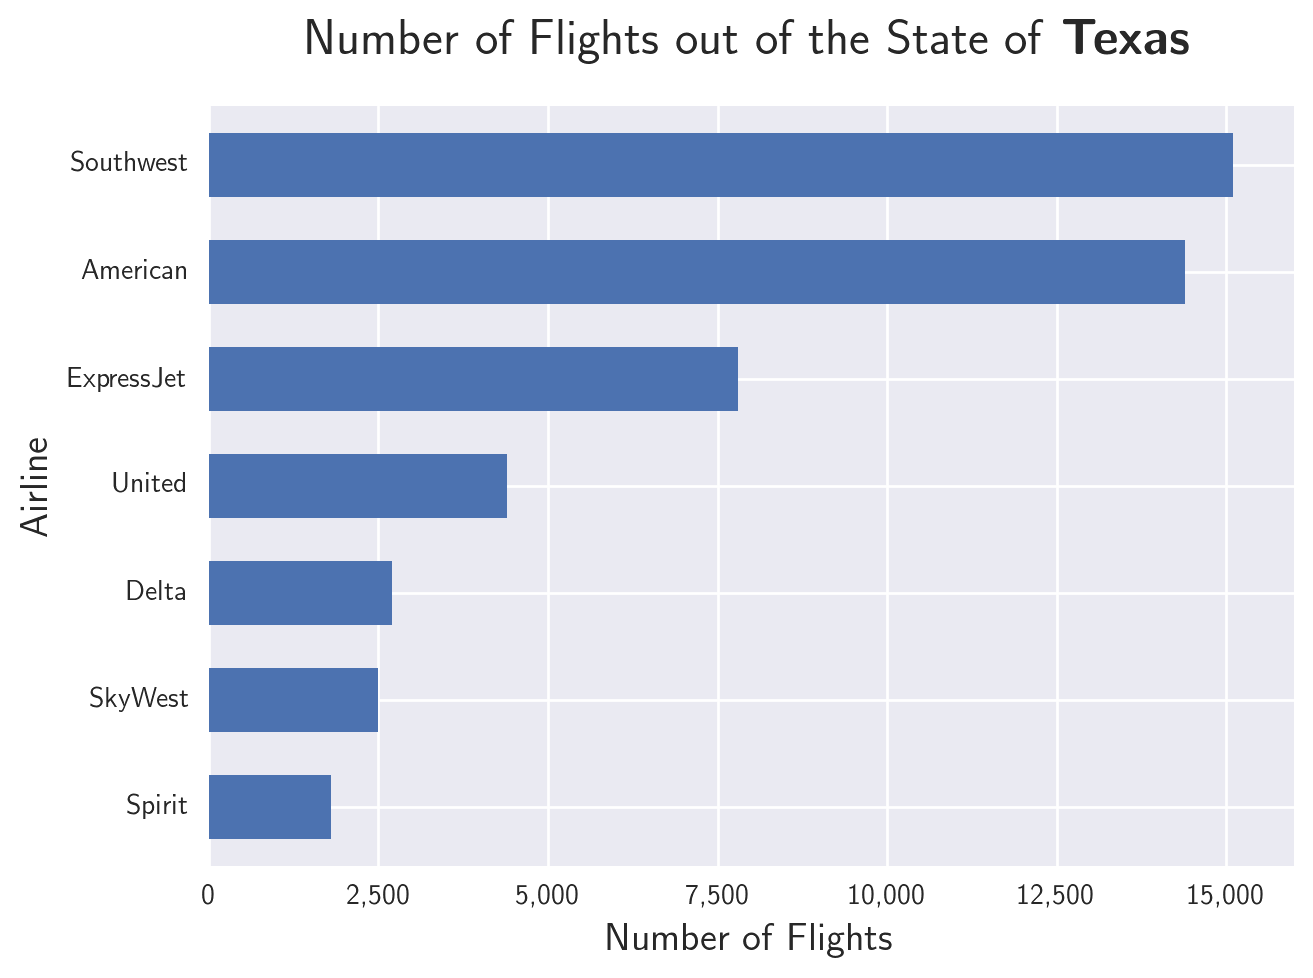 Number of Flights out of the State of Texas
Southwest
American
ExpressJet
United
Delta
SkyWest
Spirit
Airline
0 2,500 5,000 7,500 10,000 12,500 15,000
Number of Flights